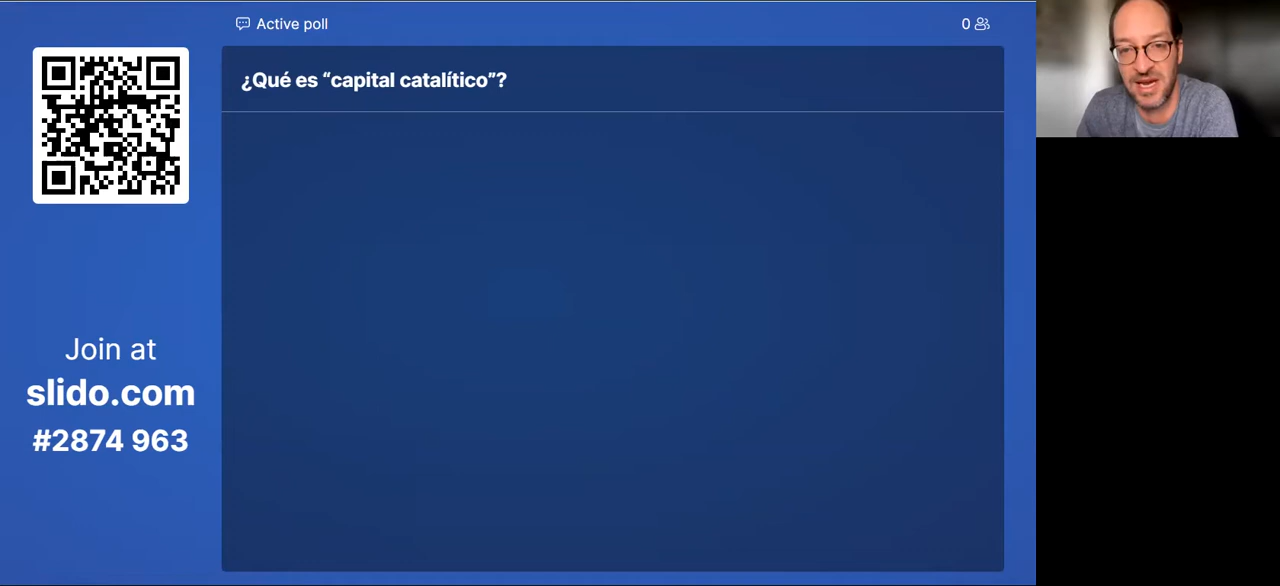 Active poll
0
¿Qué es “capital catalítico”?
Join at
slido.com
#2874 963